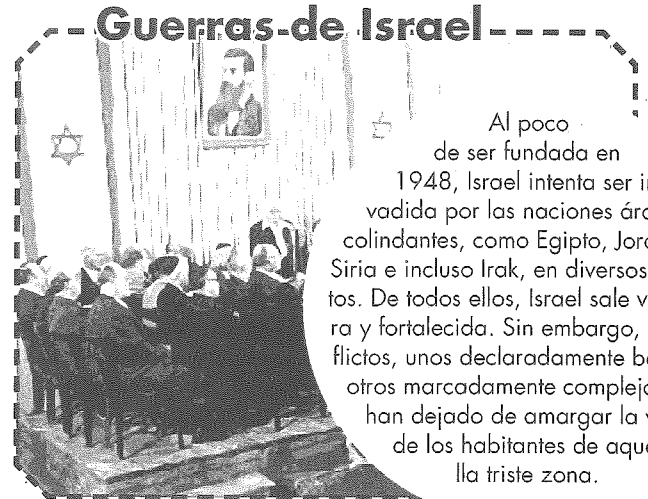 Guerras de Israel
Al poco
de ser fundada en
1948, Israel intenta ser in
vadida por las naciones ára
colindantes, como Egipto, Jord
Siria e incluso Irak, en diversos
tos. De todos ellos, Israel sale v
ra y fortalecida. Sin embargo,
flictos, unos declaradamente be
otros marcadamente complejo
han dejado de amargar la v
de los habitantes de aque
lla triste zona.